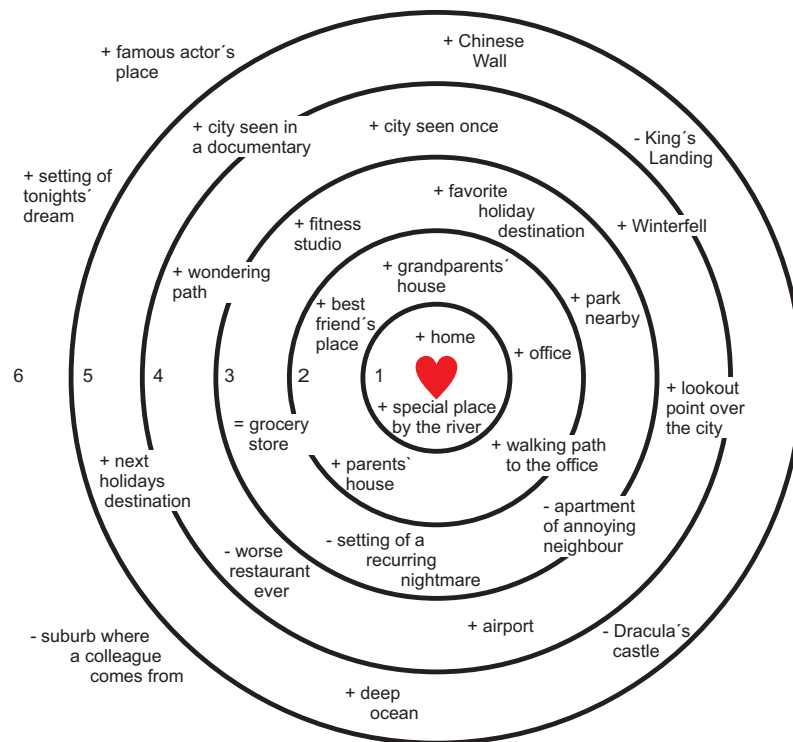 + famous actor´s
place
+ Chinese
Wall
+ city seen in
a documentary
+ city seen once
- King´s
Landing
+ setting of
tonights´
dream
+ favorite
holiday
destination
+ fitness
studio
+ Winterfell
+ wondering
path
+ grandparents´
house
+ park
nearby
+ best
friend´s
place
+ home
+ office
6
5
4
3
2
1
+ lookout
point over
the city
+ special place
by the river
= grocery
store
+ walking path
to the office
+ parents`
house
+ next
holidays
destination
- apartment
of annoying
neighbour
- setting of a
recurring
nightmare
- worse
restaurant
ever
+ airport
- Dracula´s
castle
- suburb where
a colleague
comes from
+ deep
ocean